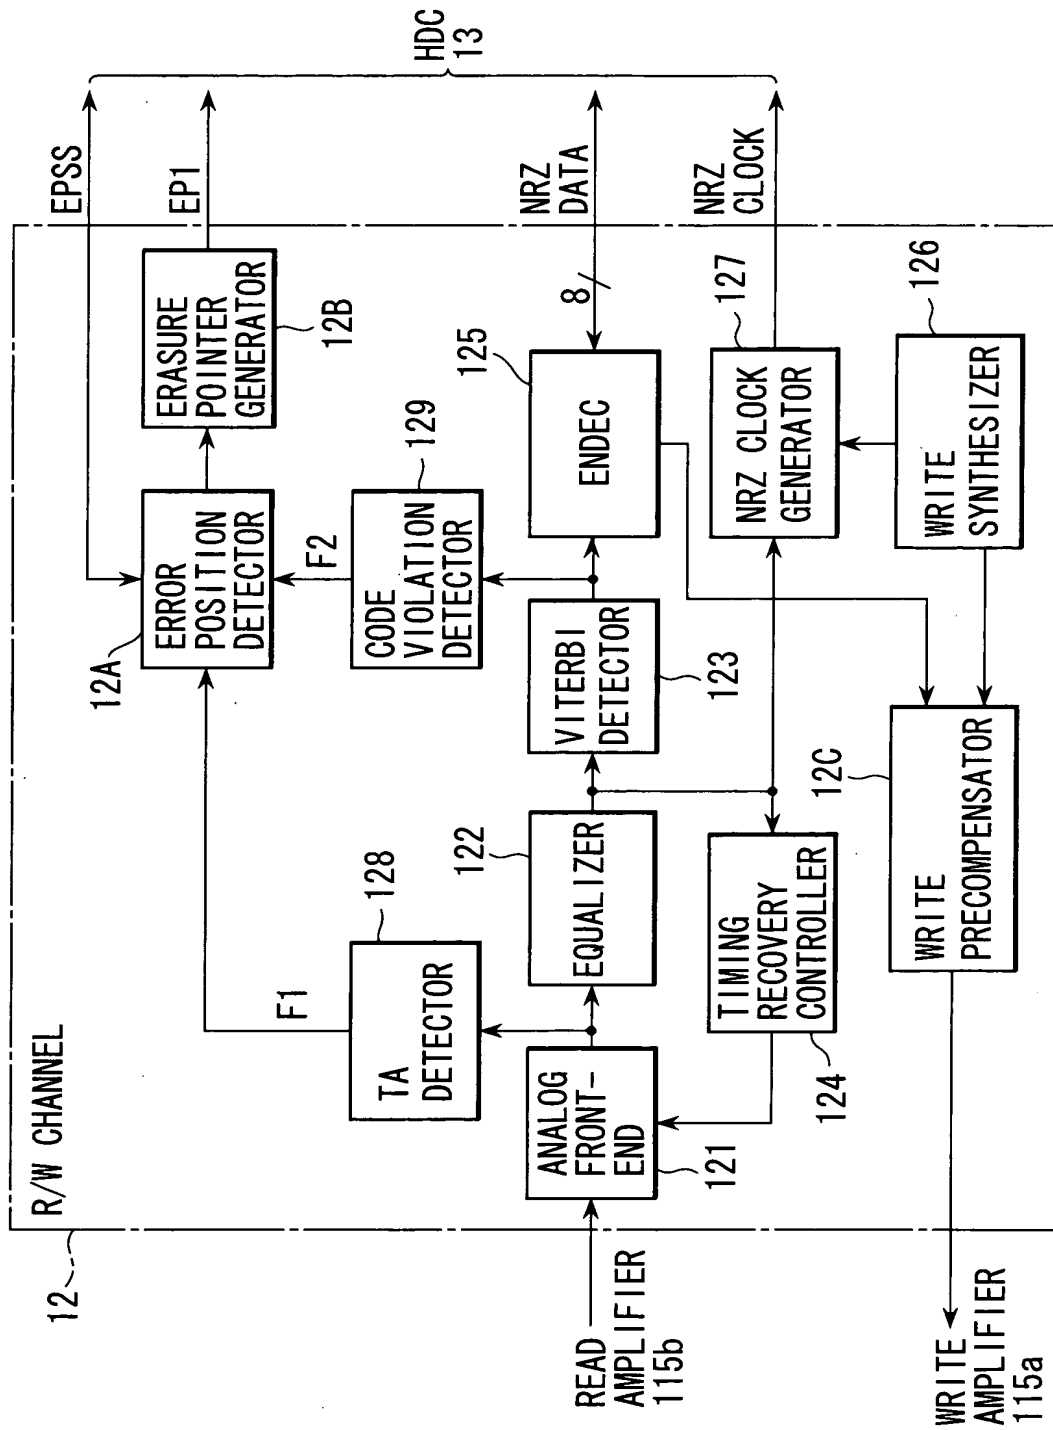 12
R/W CHANNEL
READ
AMPLIFIER
115b
WRITE
AMPLIFIER
115a
ANALOG
FRONT-
END
121
TA
DETECTOR
128
F1
EQUALIZER
122
TIMING
RECOVERY
CONTROLLER
124
VITERBI
DETECTOR
123
WRITE
PRECOMPENSATOR
12C
ERROR
POSITION
DETECTOR
12A
F2
CODE
VIOLATION
DETECTOR
129
ENDEC
125
8
NRZ CLOCK
GENERATOR
127
WRITE
SYNTHESIZER
126
ERASURE
POINTER
GENERATOR
12B
EPSS
EP1
NRZ
DATA
NRZ
CLOCK
HDC
13